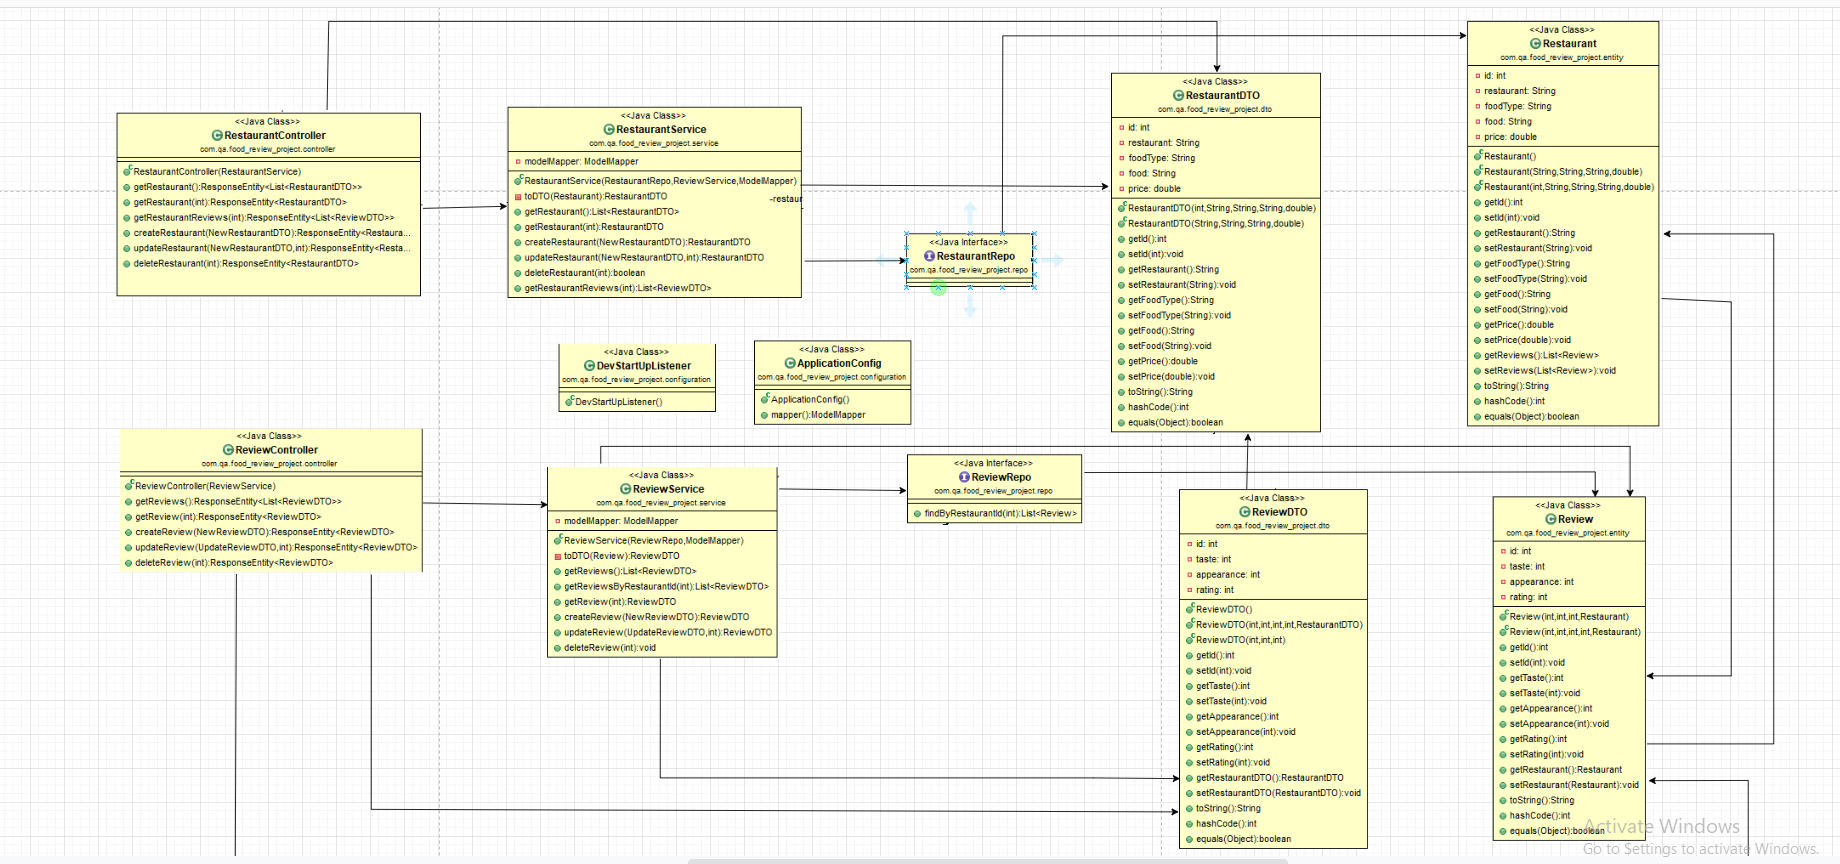 <<Java Class>>
RestaurantController
com.qa.food_review_project.controller
RestaurantController(RestaurantService)
getRestaurant():ResponseEntity<List<RestaurantDTO>>
getRestaurant(int):ResponseEntity<RestaurantDTO>
getRestaurantReviews(int):ResponseEntity<List<ReviewDTO>>
createRestaurant(NewRestaurantDTO):ResponseEntity<Restaura...
updateRestaurant(NewRestaurantDTO,int):ResponseEntity<Resta...
deleteRestaurant(int):ResponseEntity<RestaurantDTO>
<<Java Class>>
RestaurantService
com.qa.food_review_project.service
modelMapper: ModelMapper
RestaurantService(RestaurantRepo,ReviewService,ModelMapper)
toDTO(Restaurant):RestaurantDTO
-restaur
getRestaurant():List<RestaurantDTO>
getRestaurant(int):RestaurantDTO
createRestaurant(NewRestaurantDTO):RestaurantDTO
updateRestaurant(NewRestaurantDTO,int):RestaurantDTO
deleteRestaurant(int):boolean
getRestaurantReviews(int):List<ReviewDTO>
<<Java Interface>>
RestaurantRepo
com.qa.food_review_project.repo
<<Java Class>>
RestaurantDTO
com.qa.food_review_project.dto
id: int
restaurant: String
foodType: String
food: String
price: double
RestaurantDTO(int,String,String,String,double)
RestaurantDTO(String,String,String,double)
getId():int
setId(int):void
getRestaurant():String
setRestaurant(String):void
getFoodType():String
setFoodType(String):void
getFood():String
setFood(String):void
getPrice():double
setPrice(double):void
toString():String
hashCode():int
equals(Object):boolean
<<Java Class>>
Restaurant
com.qa.food_review_project.entity
id: int
restaurant: String
foodType: String
food: String
price: double
Restaurant()
Restaurant(String,String,String,double)
Restaurant(int,String,String,String,double)
getId():int
setId(int):void
getRestaurant():String
setRestaurant(String):void
getFoodType():String
setFoodType(String):void
getFood():String
setFood(String):void
getPrice():double
setPrice(double):void
getReviews():List<Review>
setReviews(List<Review>):void
toString():String
hashCode():int
equals(Object):boolean
<<Java Class>>
DevStartUpListener
com.qa.food_review_project.configuration
DevStartUpListener()
<<Java Class>>
ApplicationConfig
com.qa.food_review_project.configuration
ApplicationConfig()
mapper():ModelMapper
<<Java Class>>
ReviewController
com.qa.food_review_project.controller
ReviewController(ReviewService)
getReviews():ResponseEntity<List<ReviewDTO>>
getReview(int):ResponseEntity<ReviewDTO>
createReview(NewReviewDTO):ResponseEntity<ReviewDTO>
updateReview(UpdateReviewDTO,int):ResponseEntity<ReviewDTO>
deleteReview(int):ResponseEntity<ReviewDTO>
<<Java Class>>
ReviewService
com.qa.food_review_project.service
modelMapper: ModelMapper
ReviewService(ReviewRepo,ModelMapper)
toDTO(Review):ReviewDTO
getReviews():List<ReviewDTO>
getReviewsByRestaurantId(int):List<ReviewDTO>
getReview(int):ReviewDTO
createReview(NewReviewDTO):ReviewDTO
updateReview(UpdateReviewDTO,int):ReviewDTO
deleteReview(int):void
<<Java Interface>>
ReviewRepo
com.qa.food_review_project.repo
findByRestaurantId(int):List<Review>
<<Java Class>>
ReviewDTO
com.qa.food_review_project.dto
id: int
taste: int
appearance: int
rating: int
ReviewDTO()
ReviewDTO(int,int,int,int,RestaurantDTO)
ReviewDTO(int,int,int)
getId():int
setId(int):void
getTaste():int
setTaste(int):void
getAppearance():int
setAppearance(int):void
getRating():int
setRating(int):void
getRestaurantDTO():RestaurantDTO
setRestaurantDTO(RestaurantDTO):void
toString():String
hashCode():int
equals(Object):boolean
<<Java Class>>
Review
com.qa.food_review_project.entity
id: int
taste: int
appearance: int
rating: int
Review(int,int,int,Restaurant)
Review(int,int,int,int,Restaurant)
getId():int
setId(int):void
getTaste():int
setTaste(int):void
getAppearance():int
setAppearance(int):void
getRating():int
setRating(int):void
getRestaurant():Restaurant
setRestaurant(Restaurant):void
toString():String
hashCode():int
equals(Object):boolean
Activate Windows
Go to Settings to activate Windows.